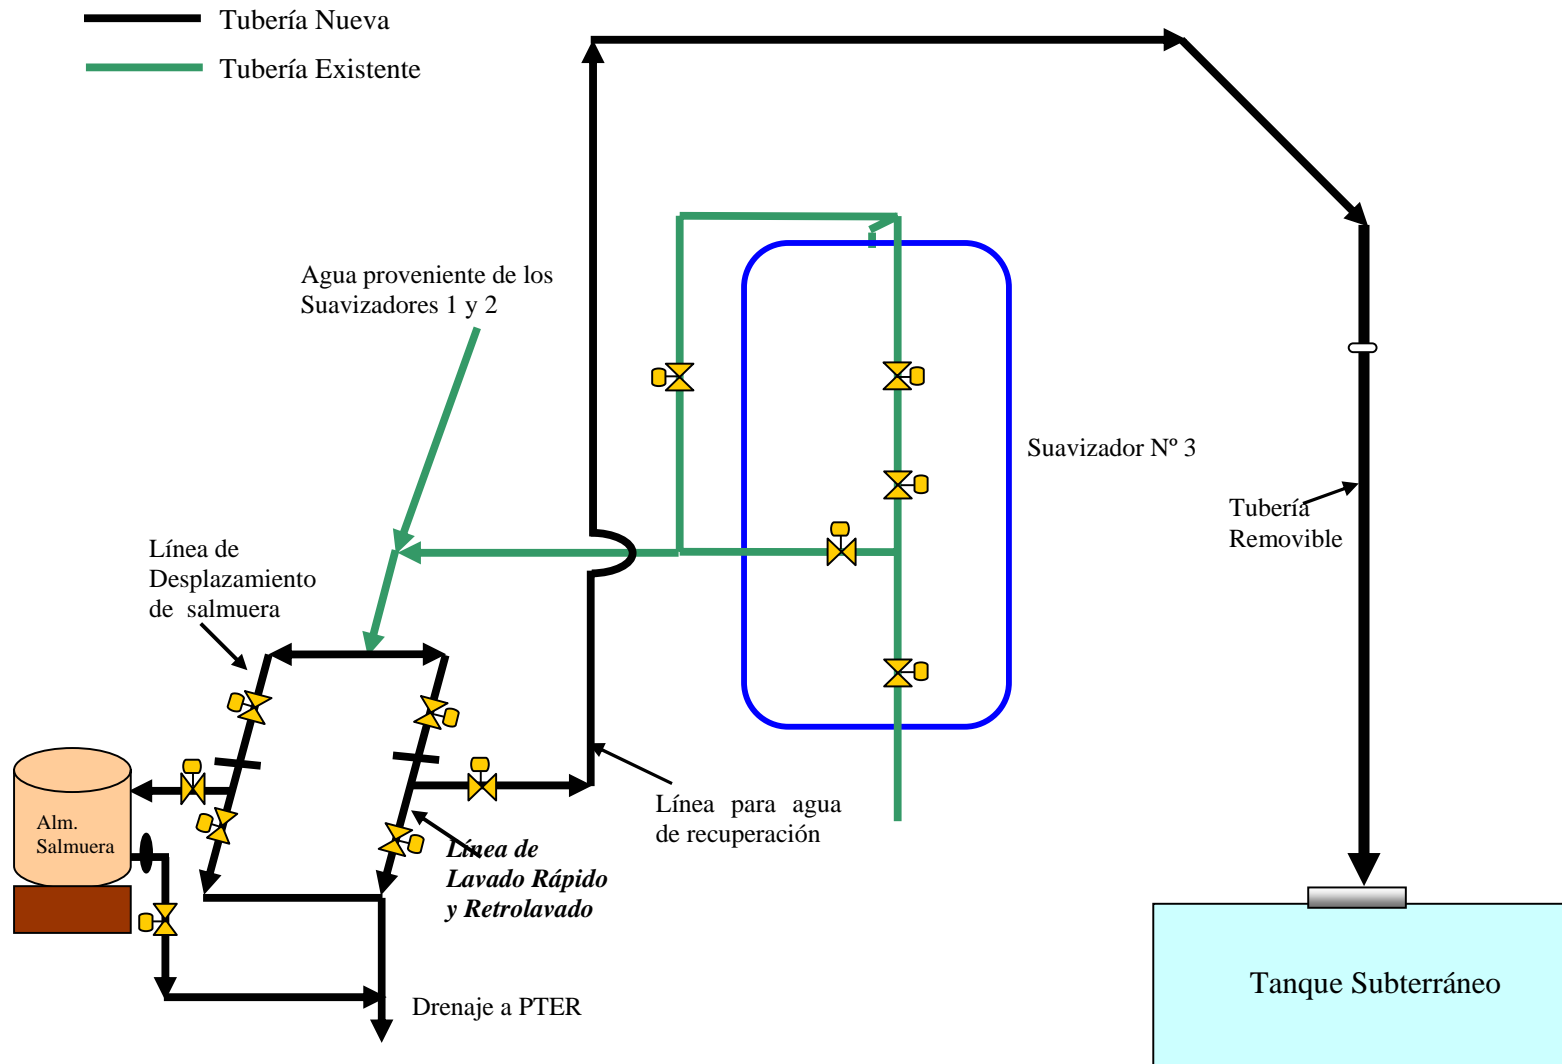 Tubería Nueva
Tubería Existente
Agua proveniente de los
Suavizadores 1 y 2
Suavizador Nº 3
Tubería
Removible
Línea de
Desplazamiento
de salmuera
Alm.
Salmuera
Línea para agua
de recuperación
Línea de
Lavado Rápido
y Retrolavado
Drenaje a PTER
Tanque Subterráneo